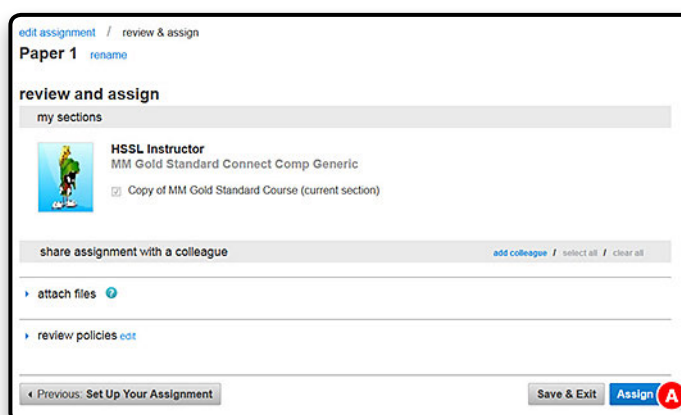 edit assignment / review & assign
Paper 1 rename
review and assign
my sections
HSSL Instructor
MM Gold Standard Connect Comp Generic
Copy of MM Gold Standard Course (current section)
share assignment with a colleague add colleague / select all / clear all
attach files ?
review policies edit
Previous: Set Up Your Assignment Save & Exit Assign A